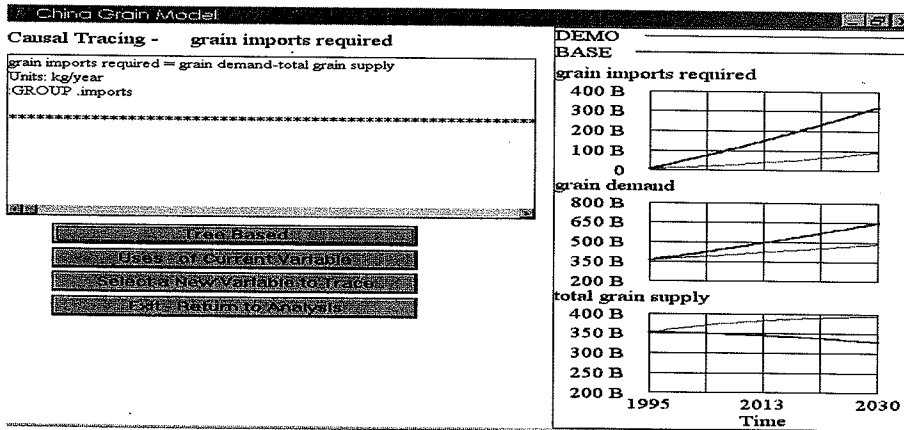 China Grain Model
Causal Tracing - grain imports required
grain imports required = grain demand-total grain supply
Units: kg/year
:GROUP .imports
********************************************************************************
Tree Based
Uses of Current Variable
Select a New Variable to Trace
Exit - Return to Analysis
DEMO
BASE
grain imports required
400 B
300 B
200 B
100 B
0
grain demand
800 B
650 B
500 B
350 B
200 B
total grain supply
400 B
350 B
300 B
250 B
200 B
1995 2013 2030
Time